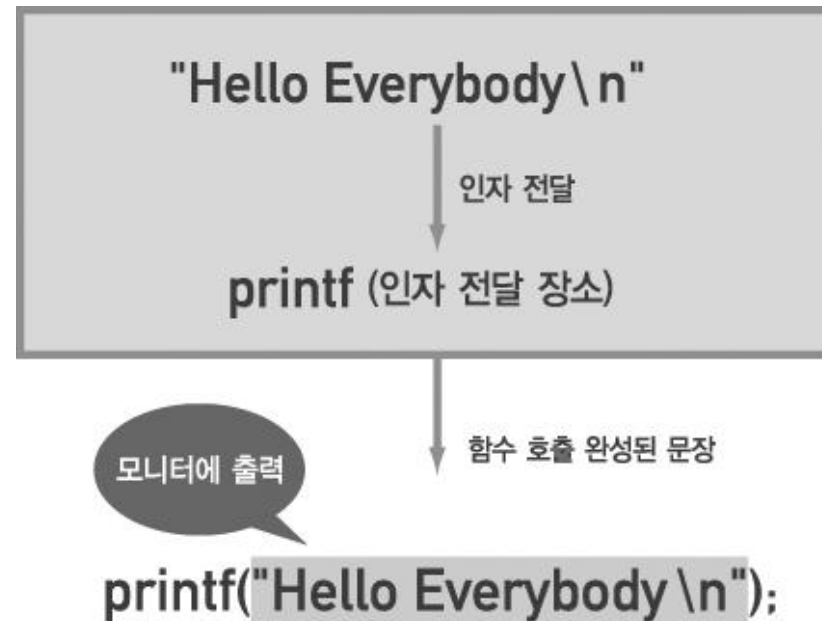 "Hello Everybody\n"
인자 전달
printf (인자 전달 장소)
함수 호출 완성된 문장
모니터에 출력
printf("Hello Everybody\n");